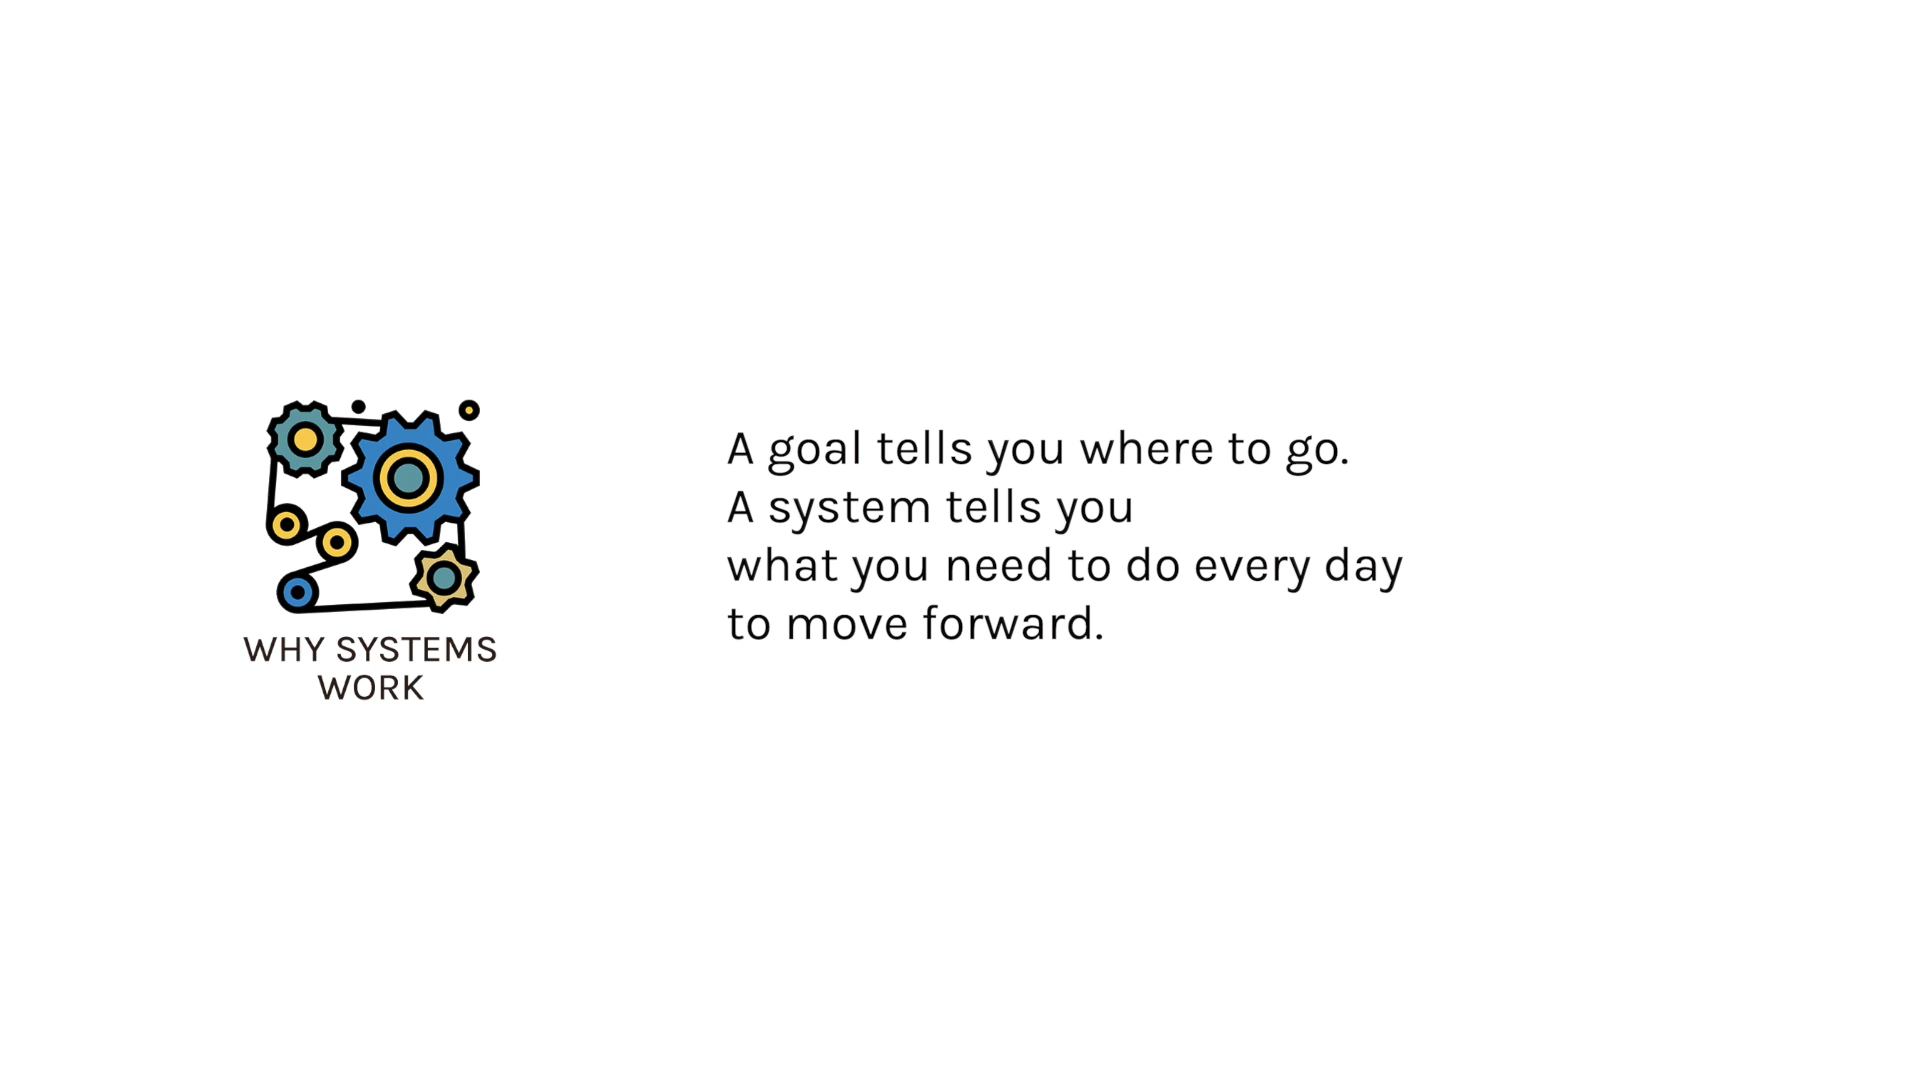 WHY SYSTEMS
WORK
A goal tells you where to go.
A system tells you
what you need to do every day
to move forward.